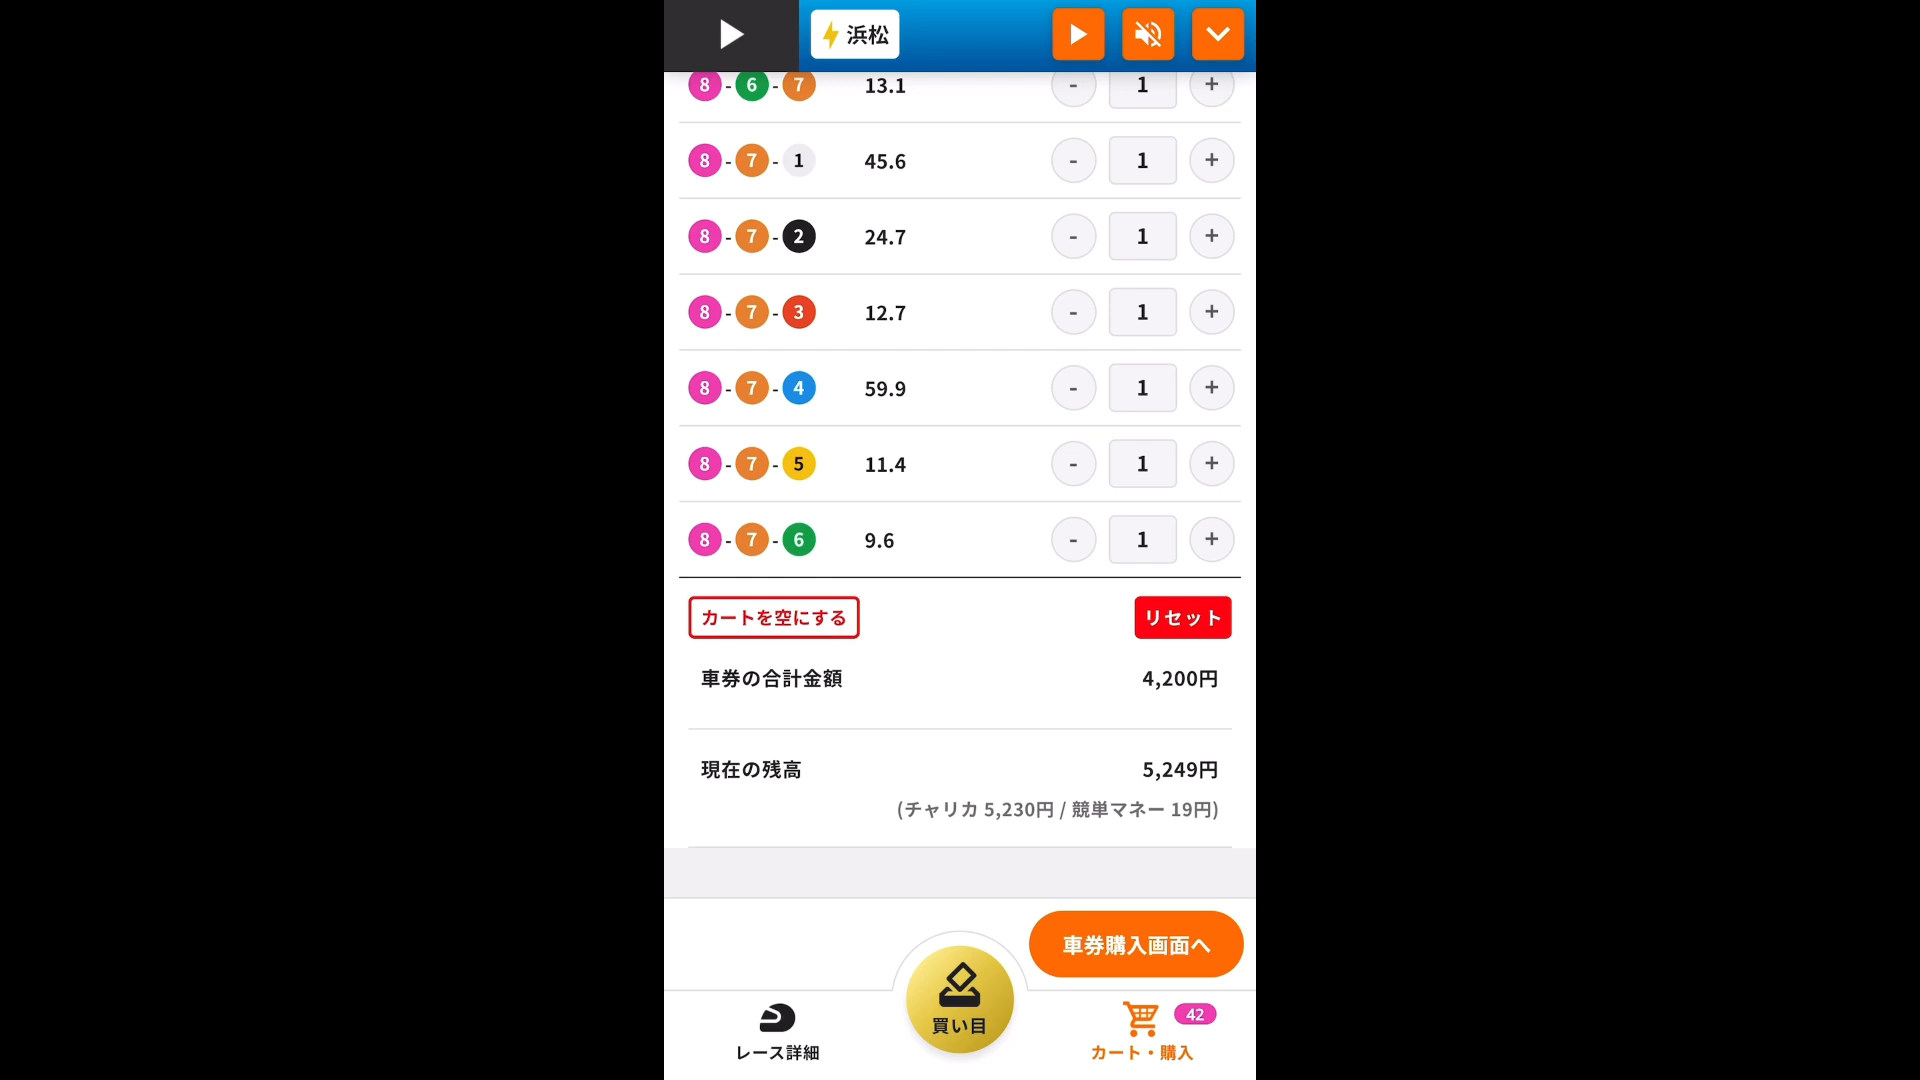 浜松
8-6-7 13.1 - 1 +
8-7-1 45.6 - 1 +
8-7-2 24.7 - 1 +
8-7-3 12.7 - 1 +
8-7-4 59.9 - 1 +
8-7-5 11.4 - 1 +
8-7-6 9.6 - 1 +
カートを空にする リセット
車券の合計金額 4,200円
現在の残高 5,249円
(チャリカ 5,230円 / 競単マネー 19円)
車券購入画面へ
レース詳細 買い目 カート・購入 42